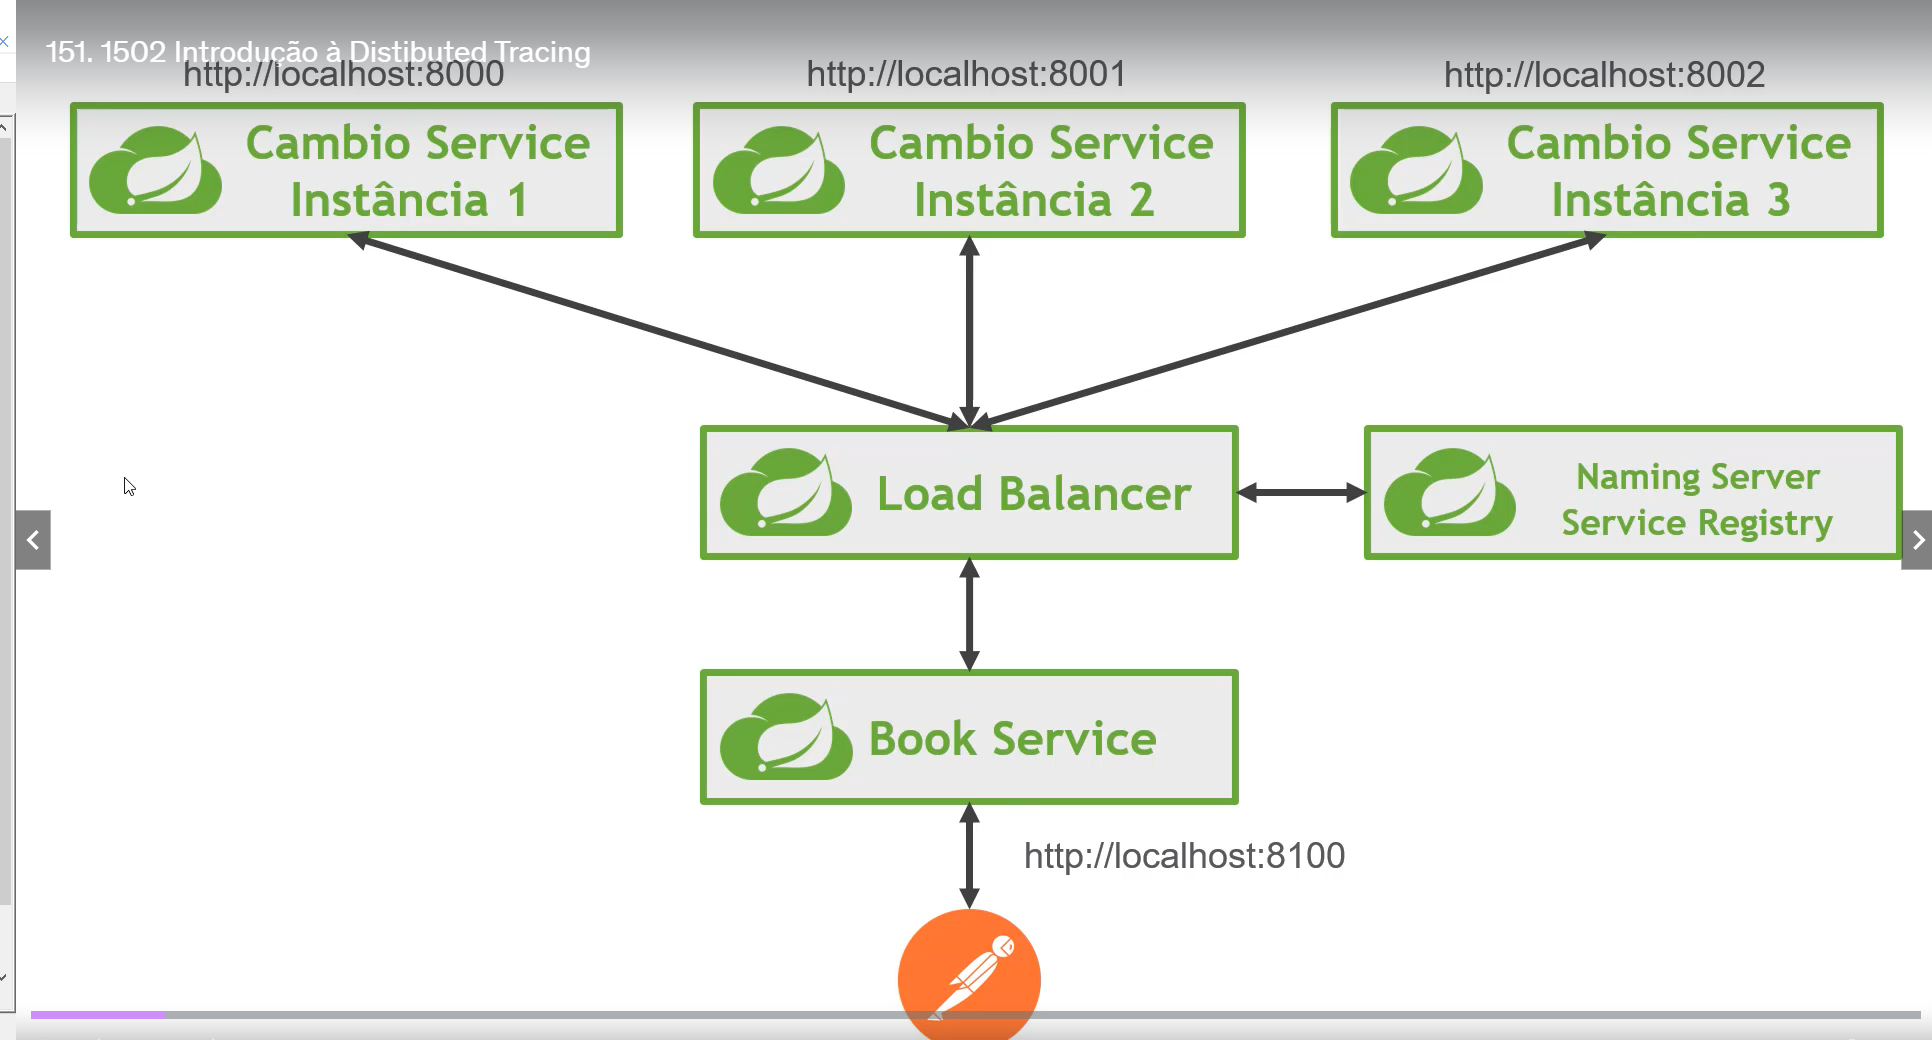 151. 1502 Introdução à Distibuted Tracing
http://localhost:8000
http://localhost:8001
http://localhost:8002
Cambio Service
Instância 1
Cambio Service
Instância 2
Cambio Service
Instância 3
Load Balancer
Naming Server
Service Registry
Book Service
http://localhost:8100